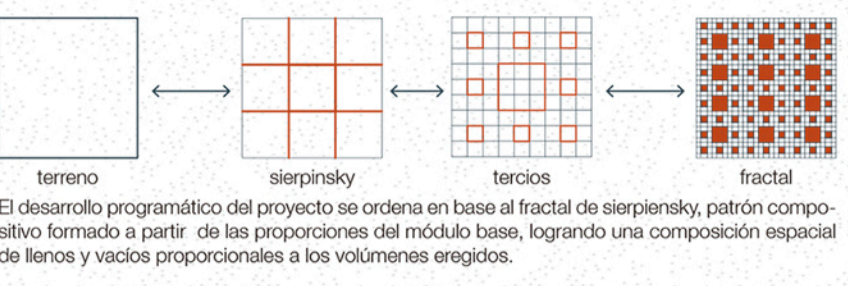 terreno sierpinsky tercios fractal
El desarrollo programático del proyecto se ordena en base al fractal de sierpiensky, patrón compo-
sitivo formado a partir de las proporciones del módulo base, logrando una composición espacial
de llenos y vacíos proporcionales a los volúmenes eregidos.